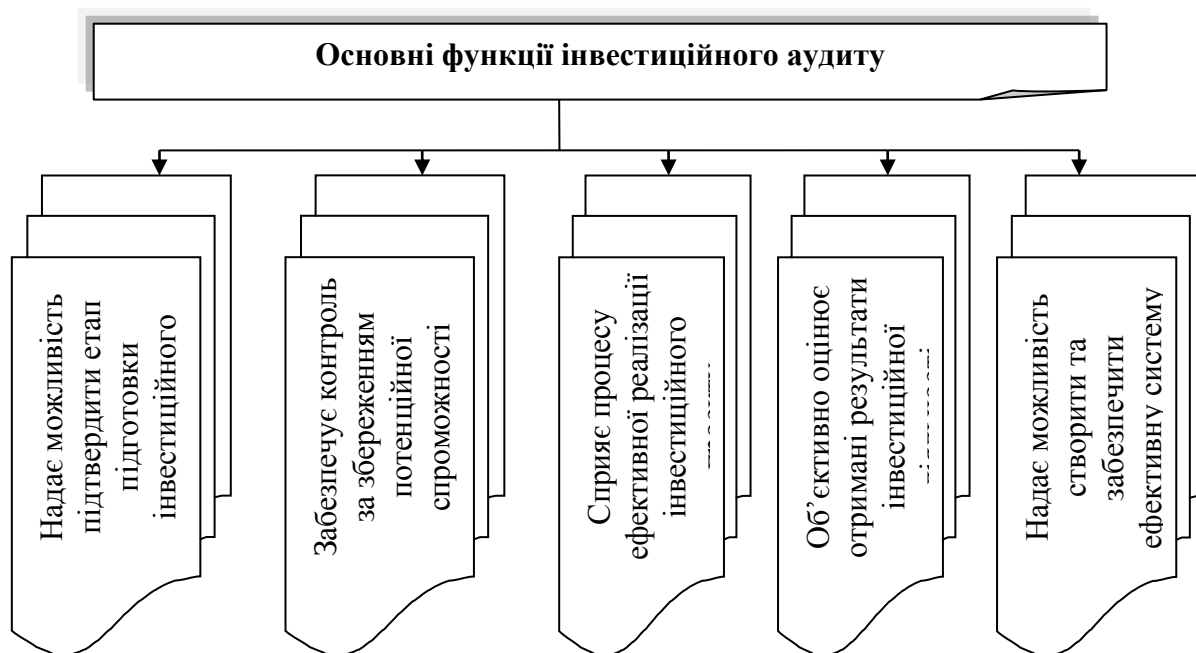 Основні функції інвестиційного аудиту
Надає можливість
підтвердити етап
підготовки
інвестиційного
Забезпечує контроль
за збереженням
потенційної
спроможності
Сприяє процесу
ефективної реалізації
інвестиційного
Об’єктивно оцінює
отримані результати
інвестиційної
Надає можливість
створити та
забезпечити
ефективну систему